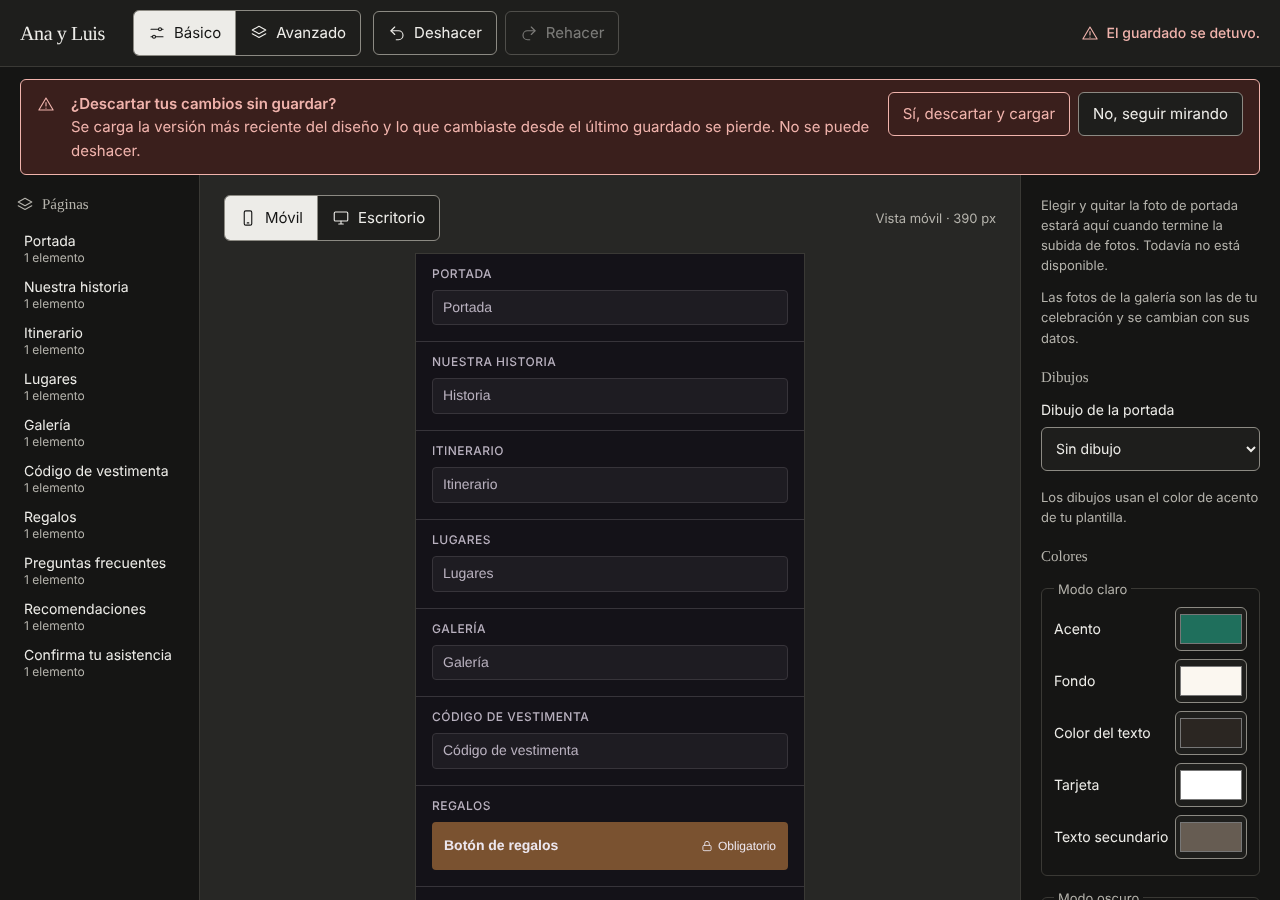 Ana y Luis
Básico
Avanzado
Deshacer
Rehacer
El guardado se detuvo.
¿Descartar tus cambios sin guardar?
Se carga la versión más reciente del diseño y lo que cambiaste desde el último guardado se pierde. No se puede
deshacer.
Sí, descartar y cargar
No, seguir mirando
Páginas
Portada
1 elemento
Nuestra historia
1 elemento
Itinerario
1 elemento
Lugares
1 elemento
Galería
1 elemento
Código de vestimenta
1 elemento
Regalos
1 elemento
Preguntas frecuentes
1 elemento
Recomendaciones
1 elemento
Confirma tu asistencia
1 elemento
Móvil
Escritorio
Vista móvil · 390 px
PORTADA
Portada
NUESTRA HISTORIA
Historia
ITINERARIO
Itinerario
LUGARES
Lugares
GALERÍA
Galería
CÓDIGO DE VESTIMENTA
Código de vestimenta
REGALOS
Botón de regalos
Obligatorio
Elegir y quitar la foto de portada
estará aquí cuando termine la
subida de fotos. Todavía no está
disponible.
Las fotos de la galería son las de tu
celebración y se cambian con sus
datos.
Dibujos
Dibujo de la portada
Sin dibujo
Los dibujos usan el color de acento
de tu plantilla.
Colores
Modo claro
Acento
Fondo
Color del texto
Tarjeta
Texto secundario
Modo oscuro